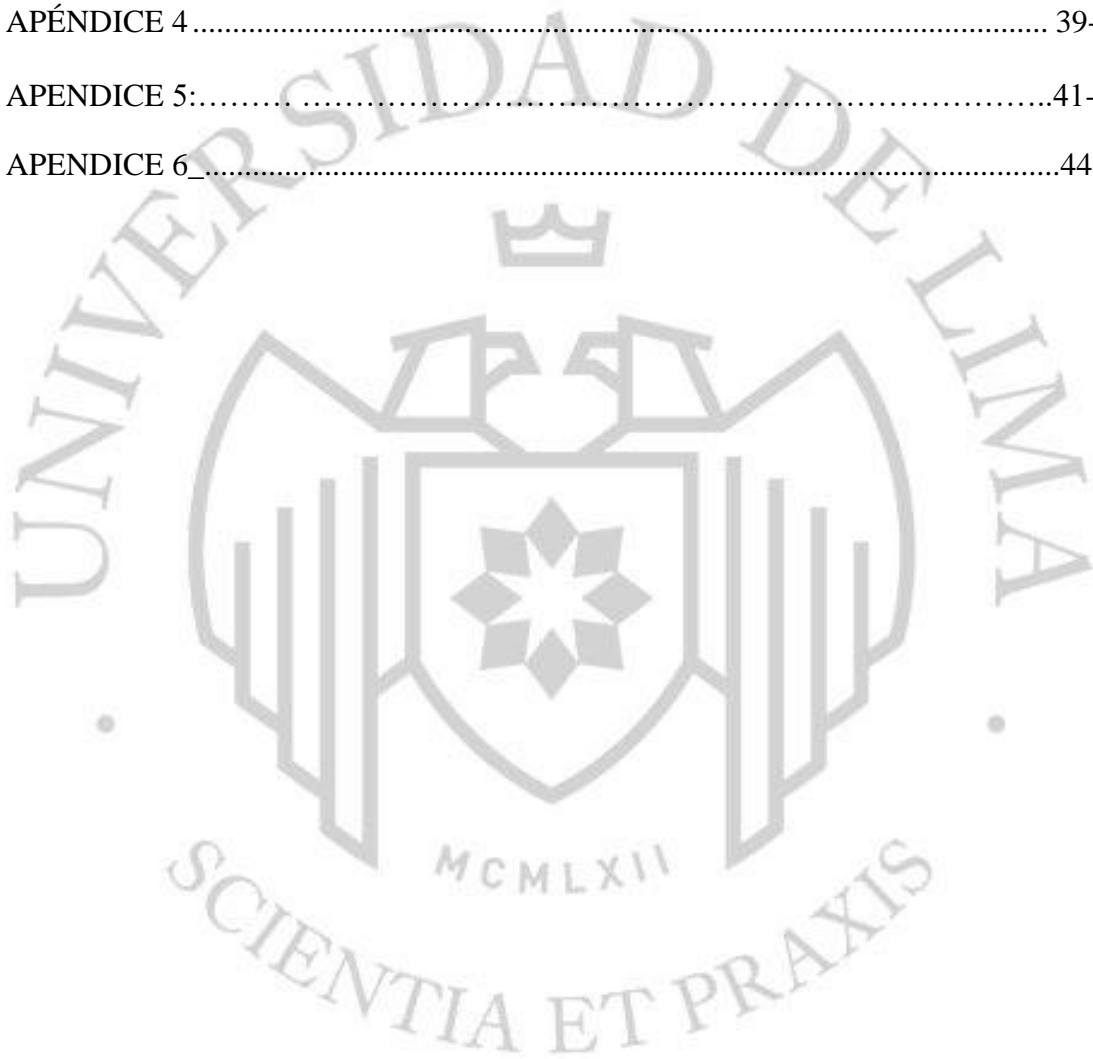 APÉNDICE 4 ........................................................................................... 39-
APENDICE 5:……… ……………………………………………………………………..41-
APENDICE 6_...........................................................................................44
UNIVERSIDAD DE LIMA
MCMLXII
SCIENTIA ET PRAXIS